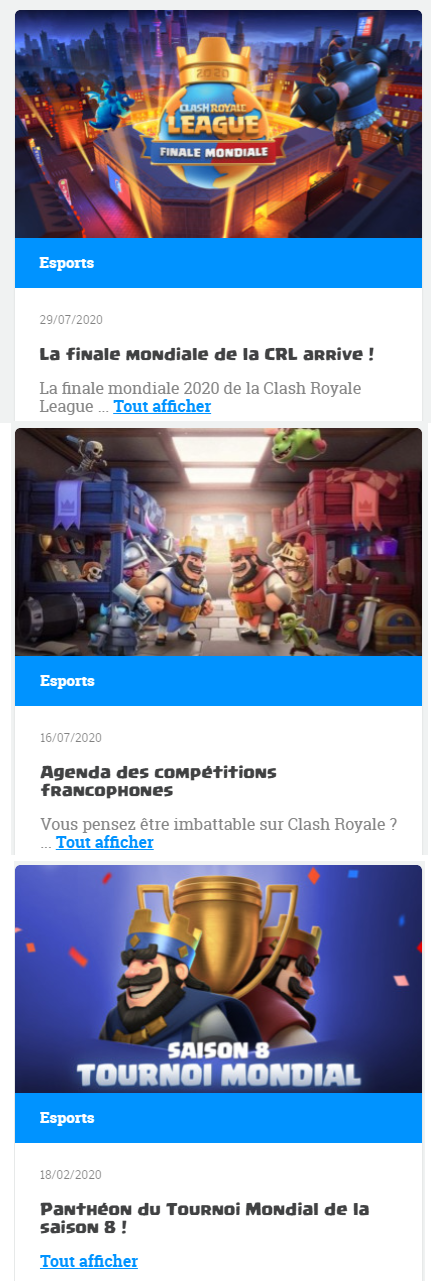 2020
CLASH ROYALE
LEAGUE
FINALE MONDIALE
Esports
29/07/2020
La finale mondiale de la CRL arrive !
La finale mondiale 2020 de la Clash Royale
League ... Tout afficher
Esports
16/07/2020
Agenda des compétitions
francophones
Vous pensez être imbattable sur Clash Royale ?
... Tout afficher
SAISON 8
TOURNOI MONDIAL
Esports
18/02/2020
Panthéon du Tournoi Mondial de la
saison 8 !
Tout afficher